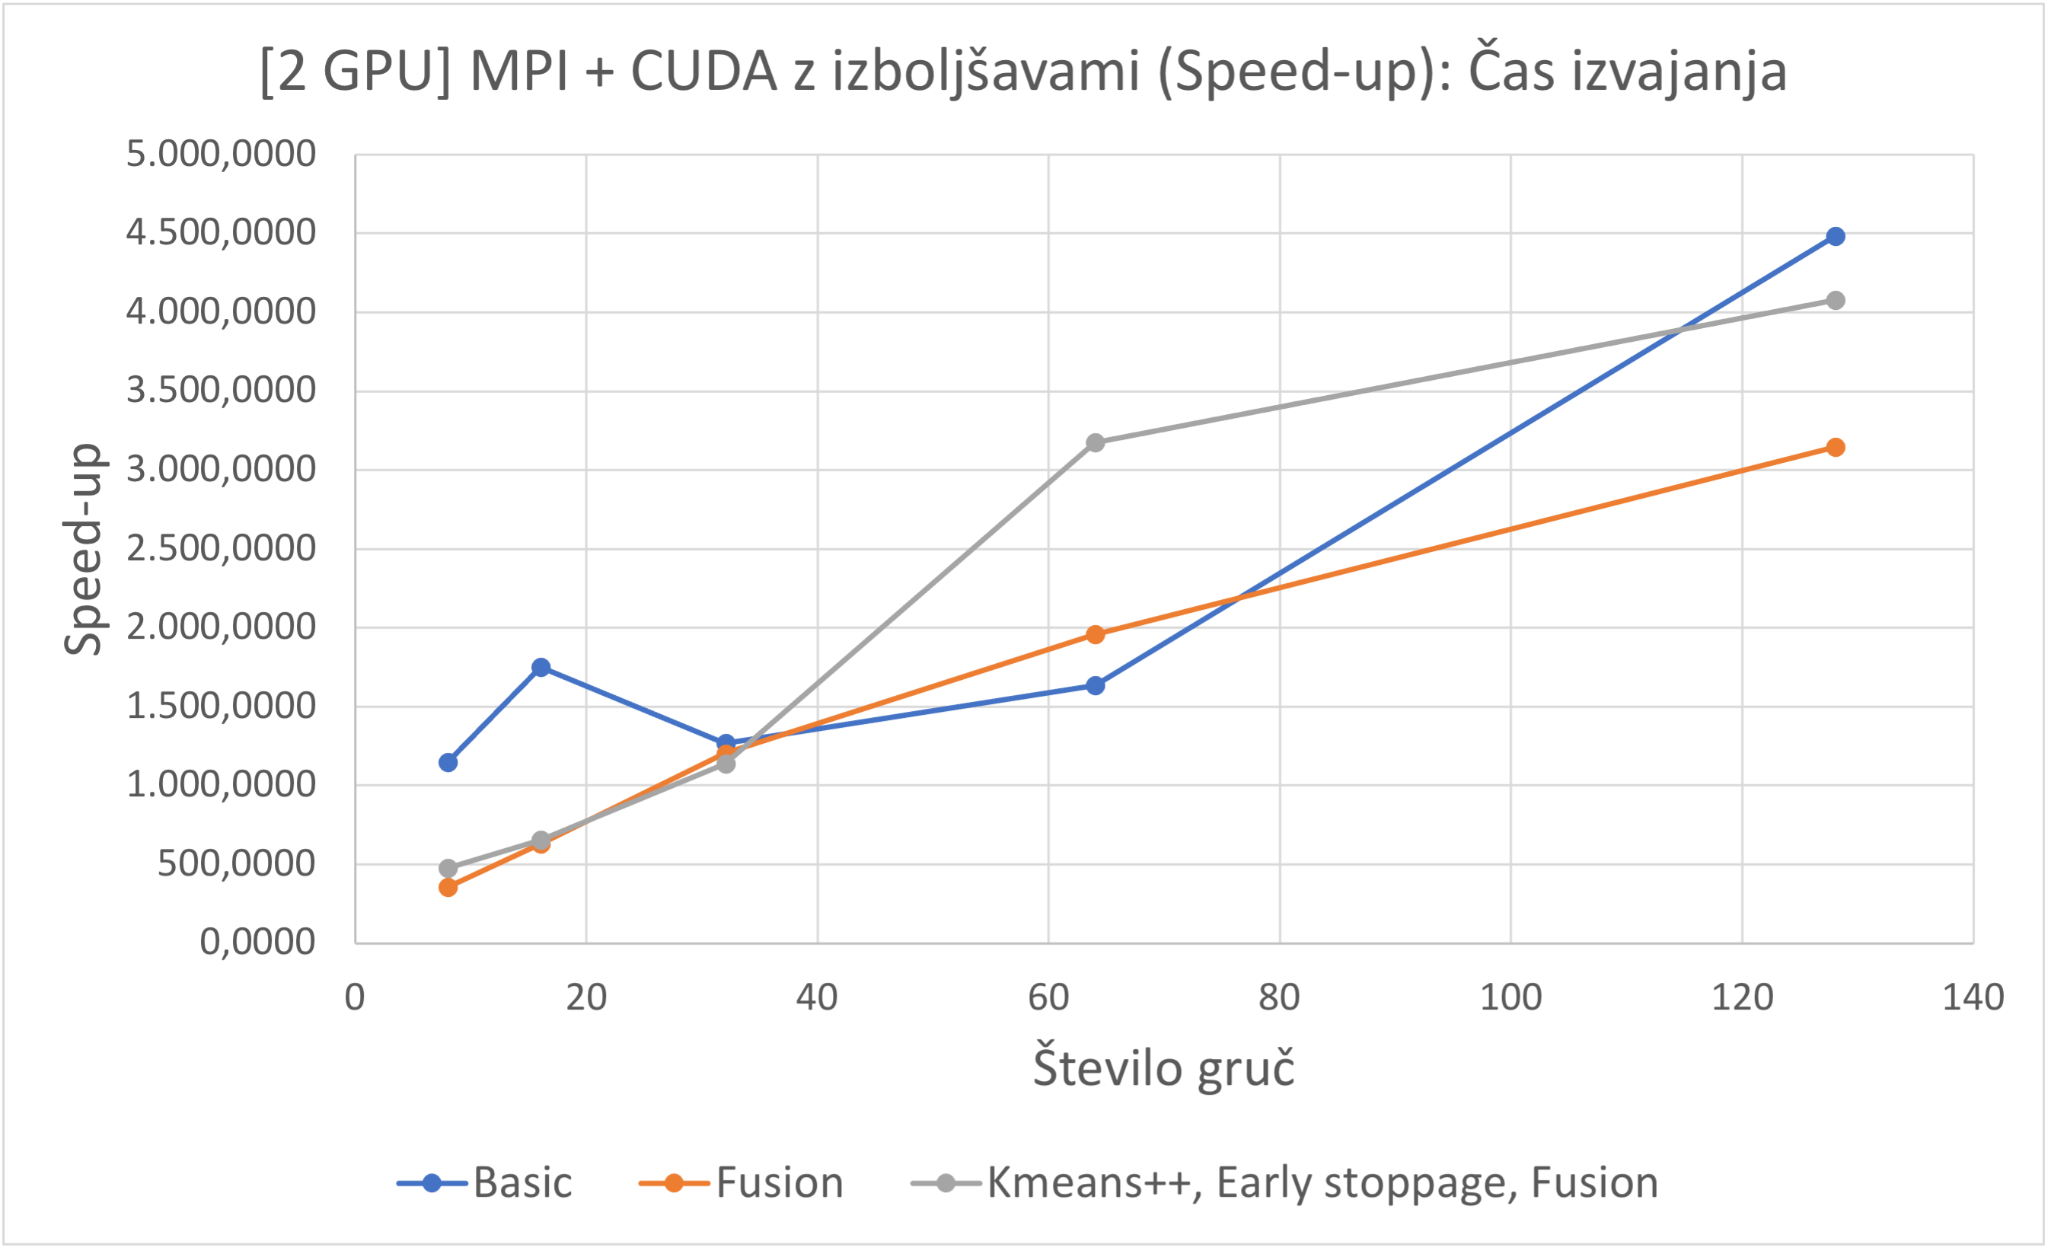 [2 GPU] MPI + CUDA z izboljšavami (Speed-up): Čas izvajanja
5.000,0000
4.500,0000
4.000,0000
3.500,0000
3.000,0000
2.500,0000
2.000,0000
1.500,0000
1.000,0000
500,0000
0,0000
Speed-up
0 20 40 60 80 100 120 140
Število gruč
Basic Fusion Kmeans++, Early stoppage, Fusion